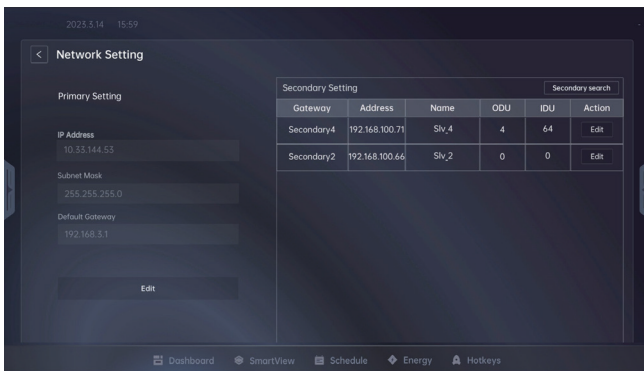 2023.3.14 15:59
< Network Setting
Primary Setting
IP Address
10.33.144.53
Subnet Mask
255.255.255.0
Default Gateway
192.168.3.1
Edit
Secondary Setting Secondary search
Gateway Address Name ODU IDU Action
Secondary4 192.168.100.71 Slv_4 4 64 Edit
Secondary2 192.168.100.66 Slv_2 0 0 Edit
Dashboard SmartView Schedule Energy Hotkeys